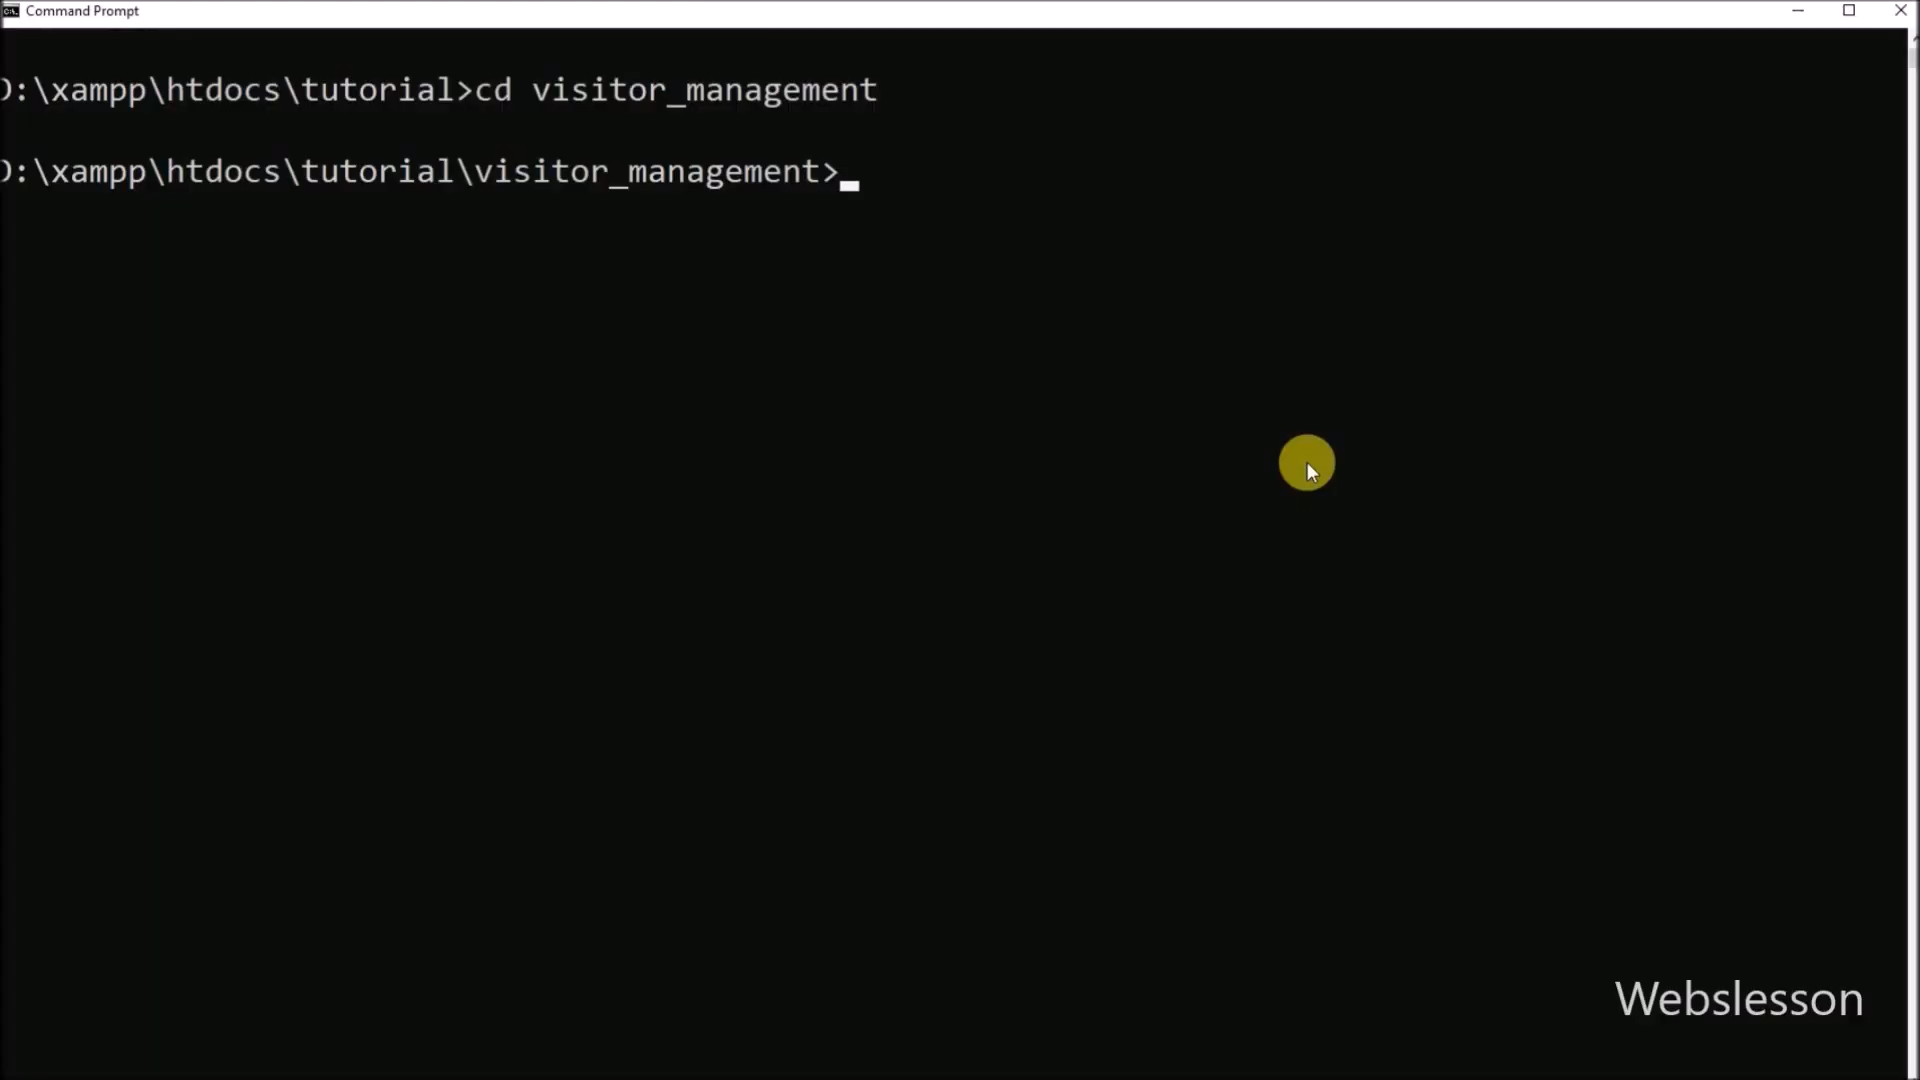 Command Prompt
D:\xampp\htdocs\tutorial>cd visitor_management
D:\xampp\htdocs\tutorial\visitor_management>
Webslesson